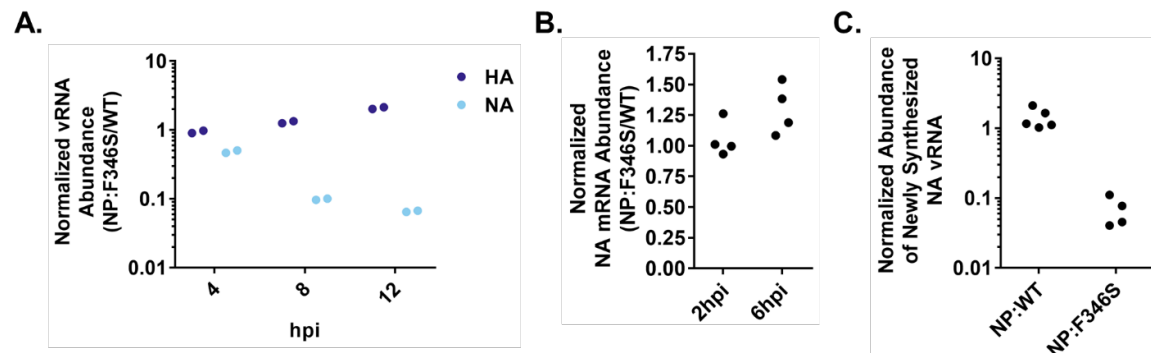 A.
Normalized vRNA
Abundance
(NP:F346S/WT)
10
1
0.1
0.01
4
8
12
hpi
HA
NA
B.
Normalized
NA mRNA Abundance
(NP:F346S/WT)
1.75
1.50
1.25
1.00
0.75
0.50
0.25
0.00
2hpi
6hpi
C.
Normalized Abundance
of Newly Synthesized
NA vRNA
10
1
0.1
0.01
NP:WT
NP:F346S